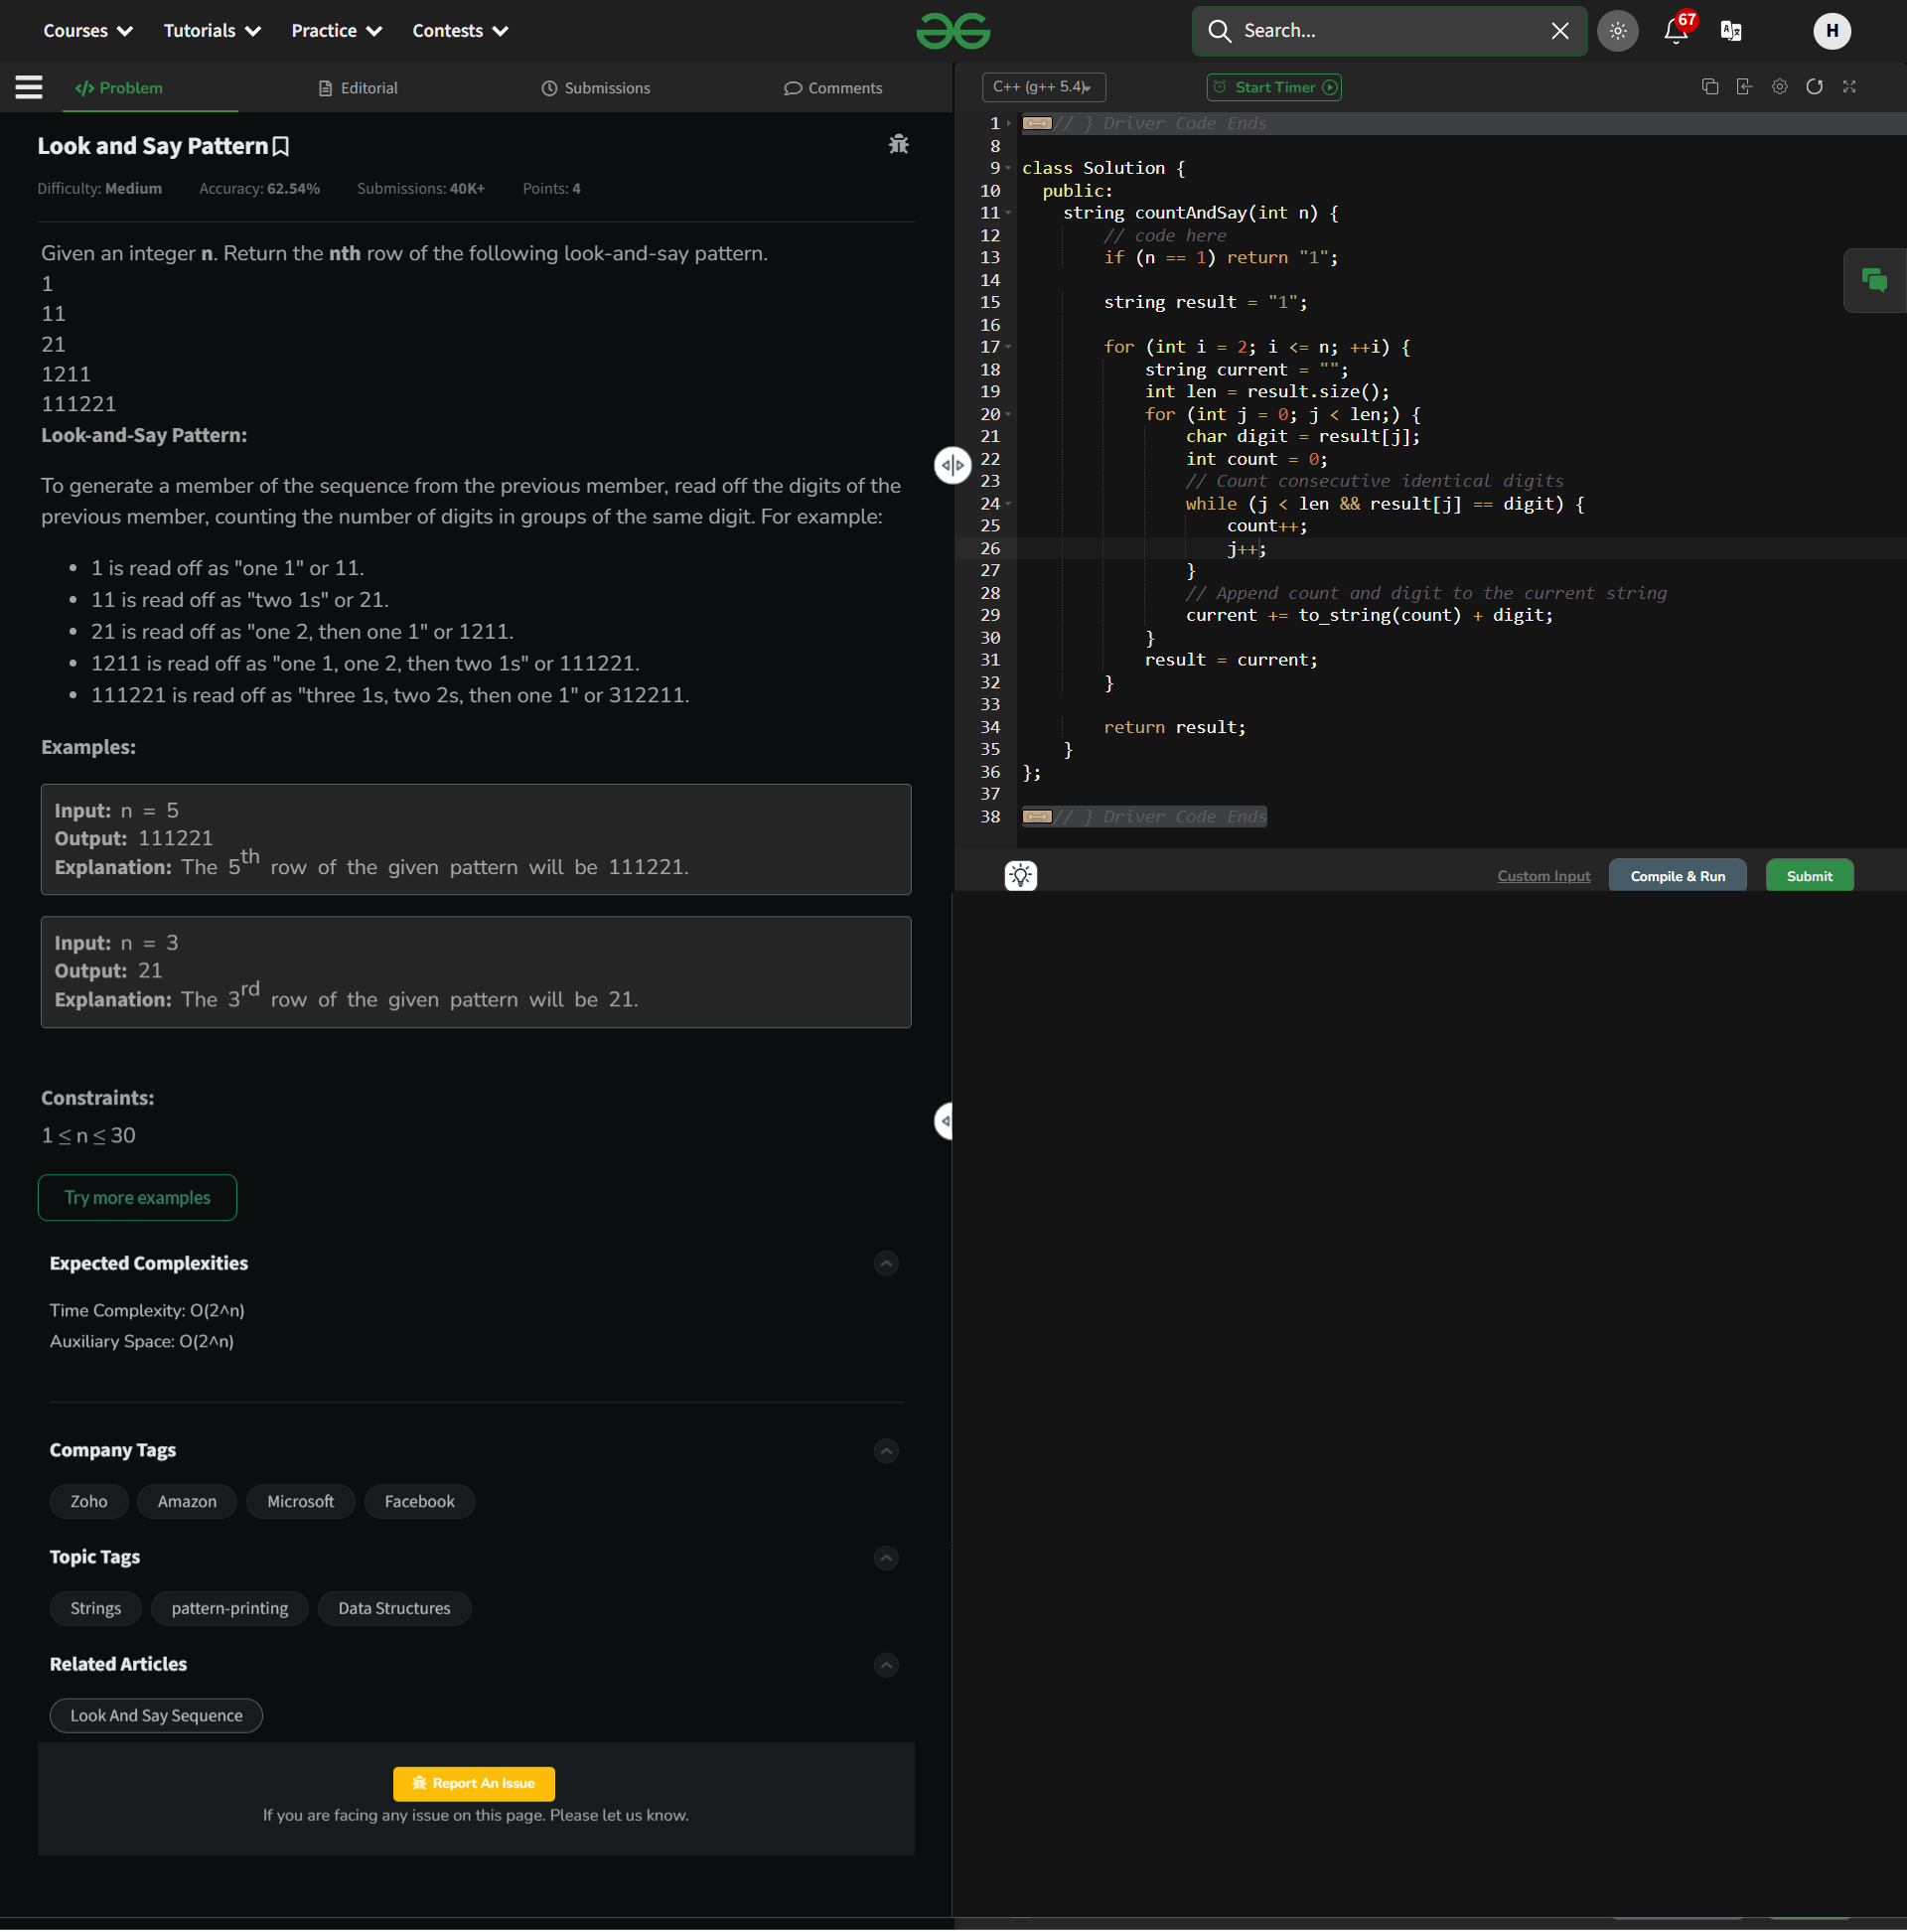 Courses Tutorials Practice Contests Search... 67 H
Problem Editorial Submissions Comments
Look and Say Pattern
Difficulty: Medium Accuracy: 62.54% Submissions: 40K+ Points: 4
Given an integer n. Return the nth row of the following look-and-say pattern.
1
11
21
1211
111221
Look-and-Say Pattern:
To generate a member of the sequence from the previous member, read off the digits of the
previous member, counting the number of digits in groups of the same digit. For example:
1 is read off as "one 1" or 11.
11 is read off as "two 1s" or 21.
21 is read off as "one 2, then one 1" or 1211.
1211 is read off as "one 1, one 2, then two 1s" or 111221.
111221 is read off as "three 1s, two 2s, then one 1" or 312211.
Examples:
Input: n = 5
Output: 111221
Explanation: The 5th row of the given pattern will be 111221.
Input: n = 3
Output: 21
Explanation: The 3rd row of the given pattern will be 21.
Constraints:
1 ≤ n ≤ 30
Try more examples
Expected Complexities
Time Complexity: O(2^n)
Auxiliary Space: O(2^n)
Company Tags
Zoho Amazon Microsoft Facebook
Topic Tags
Strings pattern-printing Data Structures
Related Articles
Look And Say Sequence
Report An Issue
If you are facing any issue on this page. Please let us know.
C++ (g++ 5.4) Start Timer
1 // } Driver Code Ends
8
9 class Solution {
10 public:
11 string countAndSay(int n) {
12 // code here
13 if (n == 1) return "1";
14
15 string result = "1";
16
17 for (int i = 2; i <= n; ++i) {
18 string current = "";
19 int len = result.size();
20 for (int j = 0; j < len;) {
21 char digit = result[j];
22 int count = 0;
23 // Count consecutive identical digits
24 while (j < len && result[j] == digit) {
25 count++;
26 j++;
27 }
28 // Append count and digit to the current string
29 current += to_string(count) + digit;
30 }
31 result = current;
32 }
33
34 return result;
35 }
36 };
37
38 // } Driver Code Ends
Custom Input Compile & Run Submit